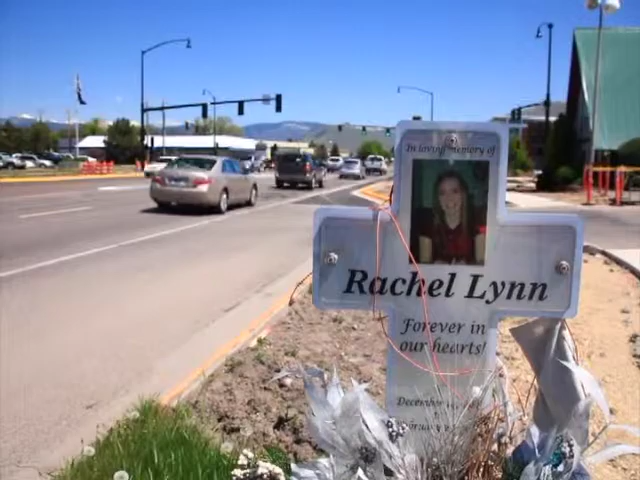 In loving memory of
Rachel Lynn
Forever in
our hearts!
December